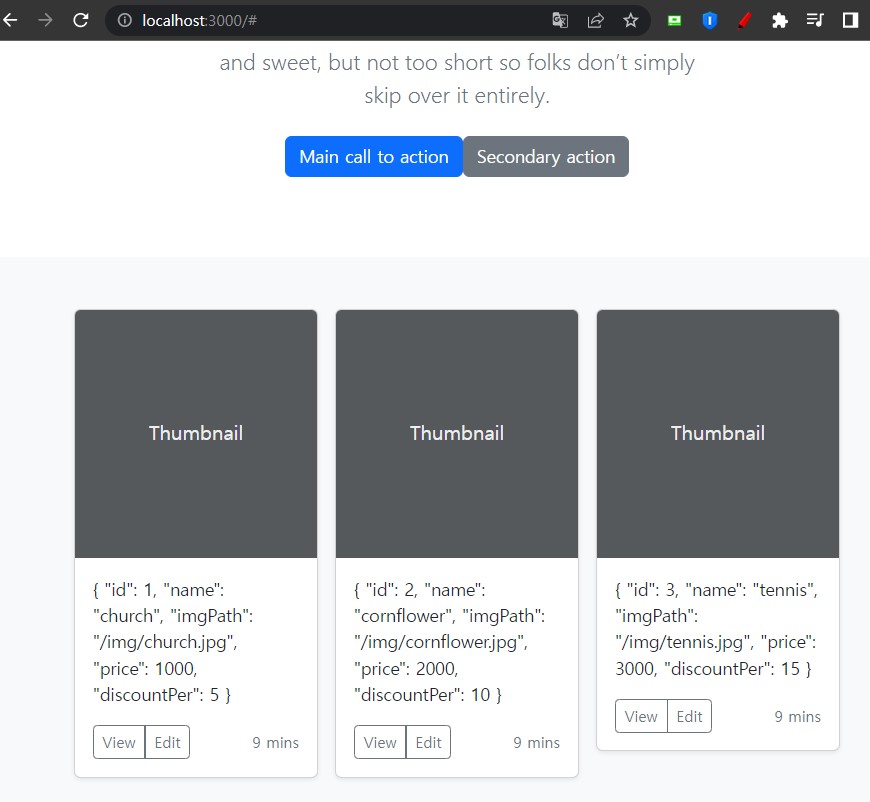 localhost:3000/#
and sweet, but not too short so folks don’t simply
skip over it entirely.
Main call to action
Secondary action
Thumbnail
{ "id": 1, "name":
"church", "imgPath":
"/img/church.jpg",
"price": 1000,
"discountPer": 5 }
View
Edit
9 mins
Thumbnail
{ "id": 2, "name":
"cornflower", "imgPath":
"/img/cornflower.jpg",
"price": 2000,
"discountPer": 10 }
View
Edit
9 mins
Thumbnail
{ "id": 3, "name": "tennis",
"imgPath":
"/img/tennis.jpg", "price":
3000, "discountPer": 15 }
View
Edit
9 mins